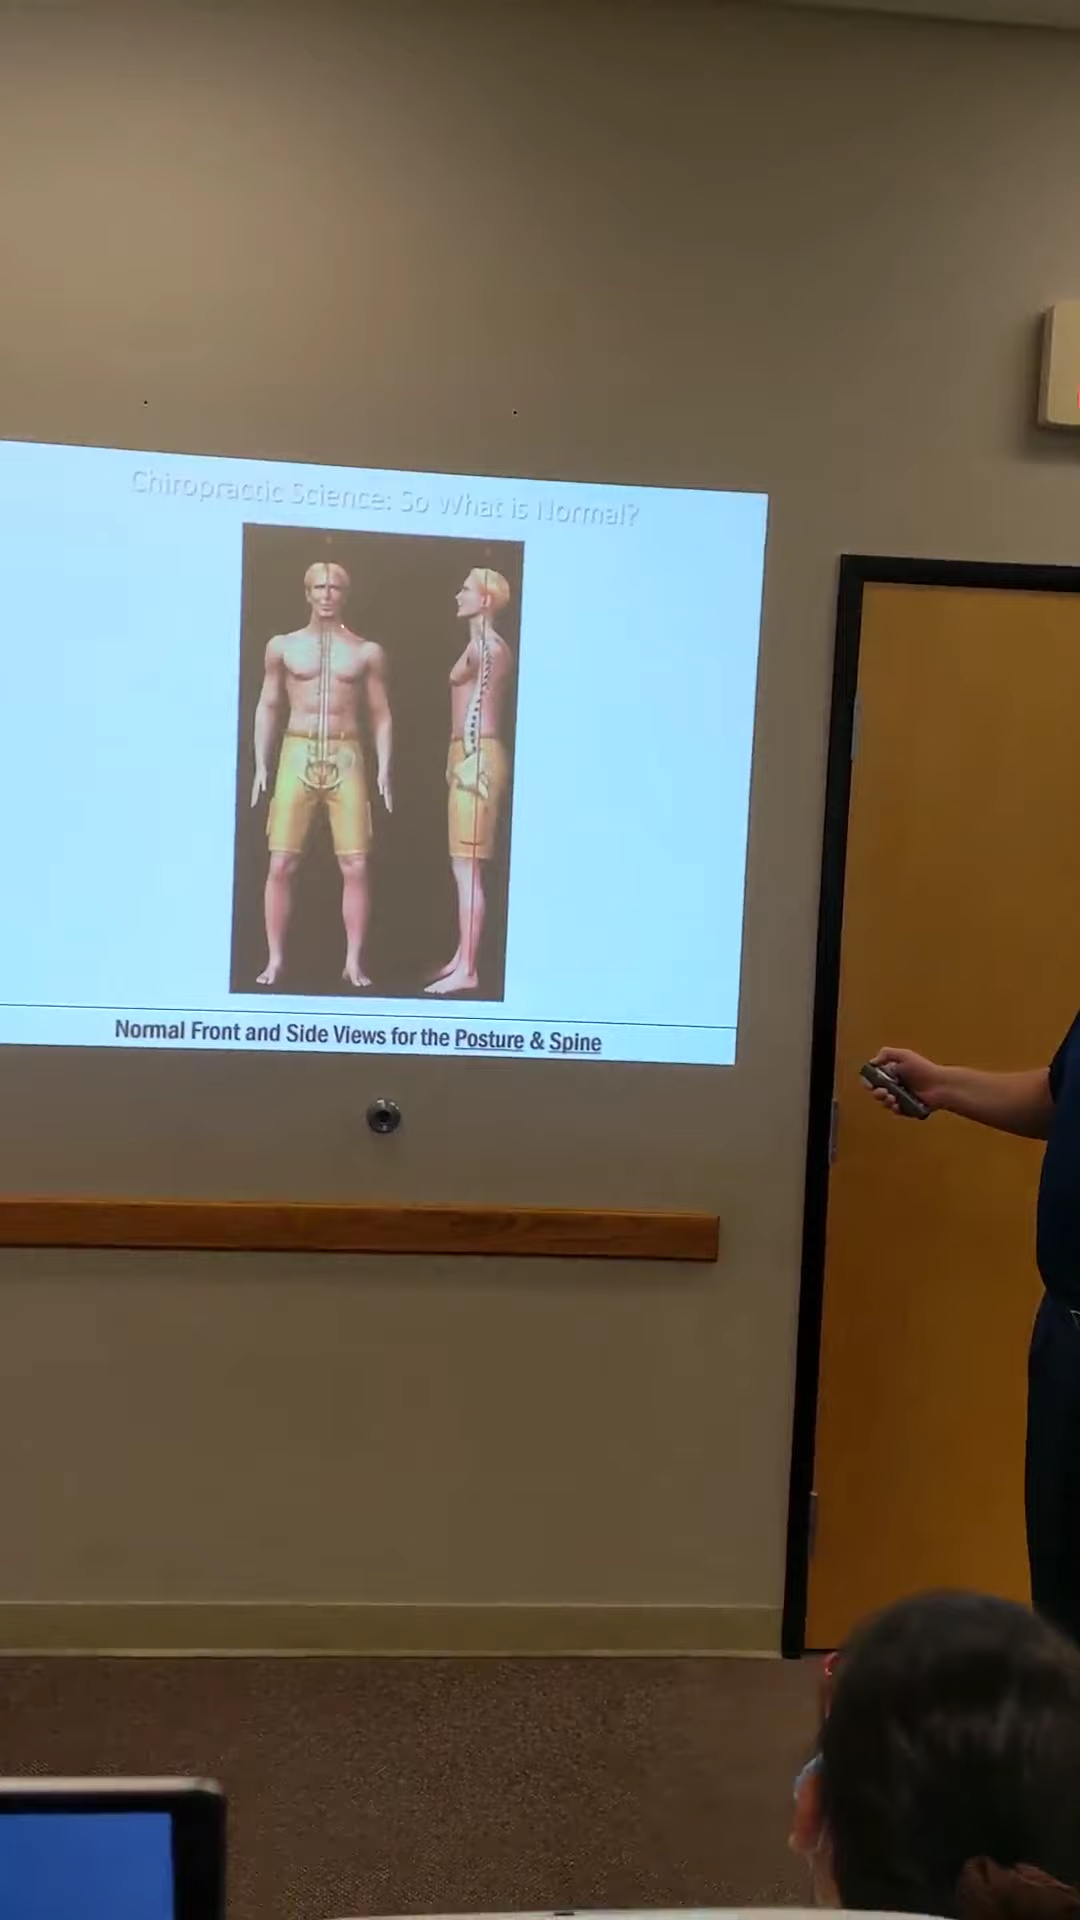 Chiropractic Science: So What is Normal?
Normal Front and Side Views for the Posture & Spine